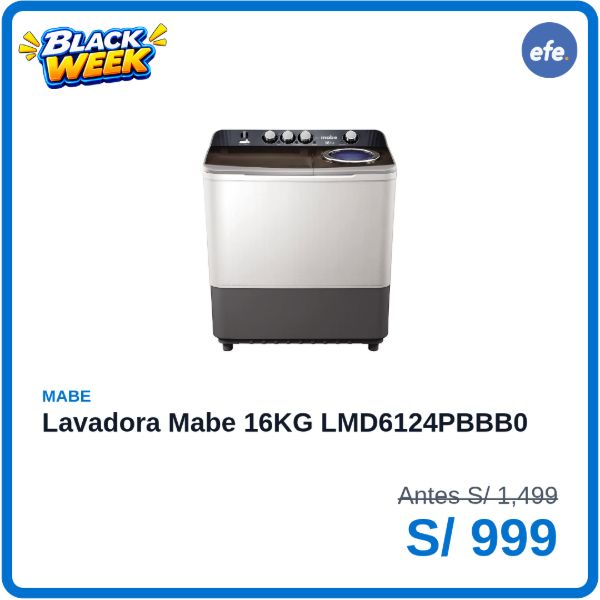 BLACK
WEEK
efe.
mabe
MABE
Lavadora Mabe 16KG LMD6124PBBB0
Antes S/ 1,499
S/ 999